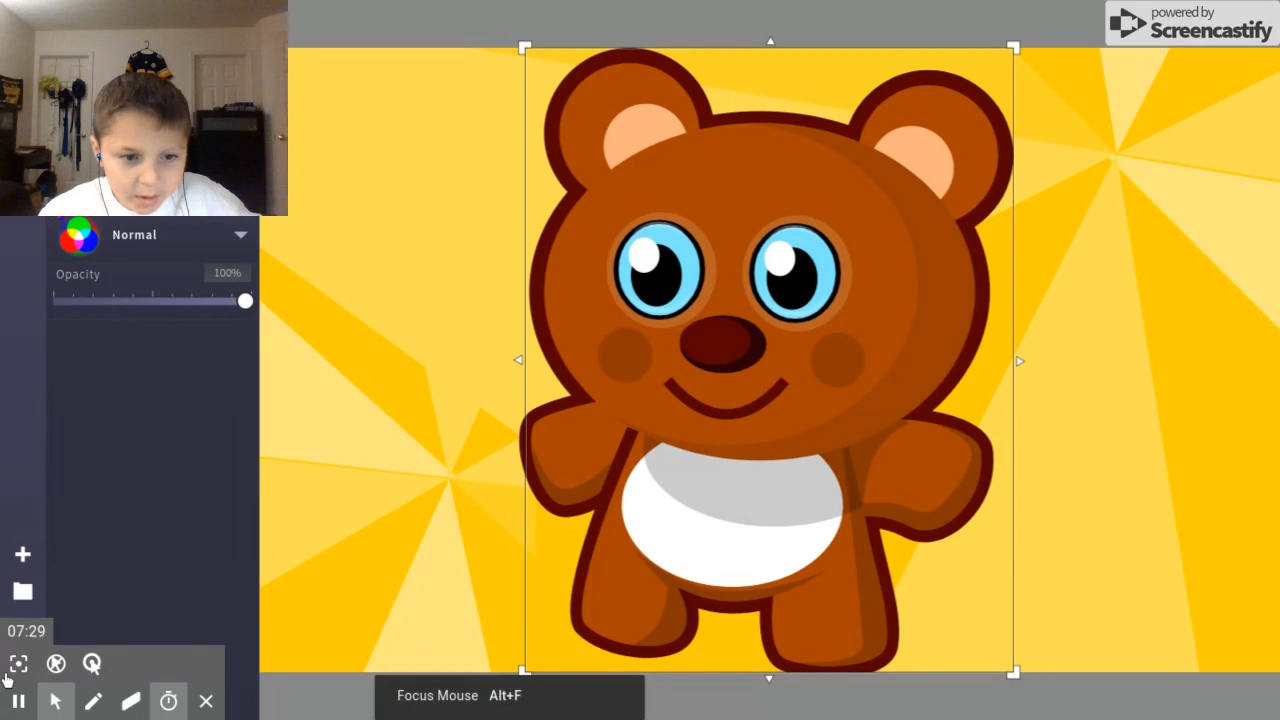 powered by
Screencastify
Normal
Opacity 100%
07:29
Focus Mouse Alt+F